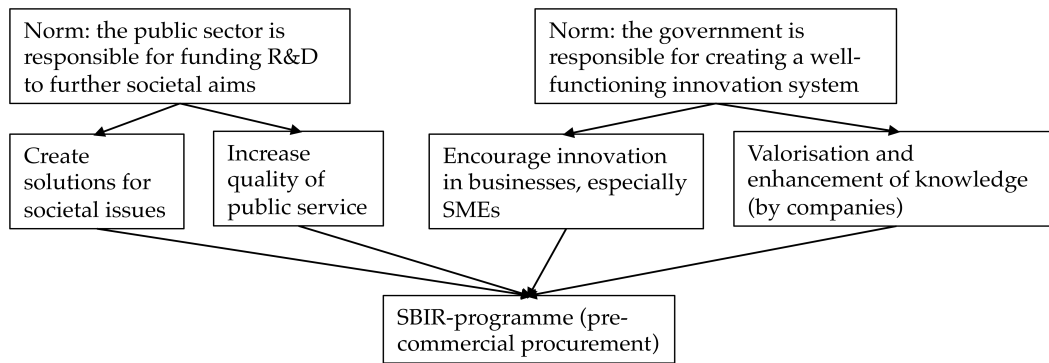 Norm: the public sector is
responsible for funding R&D
to further societal aims
Norm: the government is
responsible for creating a well-
functioning innovation system
Create
solutions for
societal issues
Increase
quality of
public service
Encourage innovation
in businesses, especially
SMEs
Valorisation and
enhancement of knowledge
(by companies)
SBIR-programme (pre-
commercial procurement)